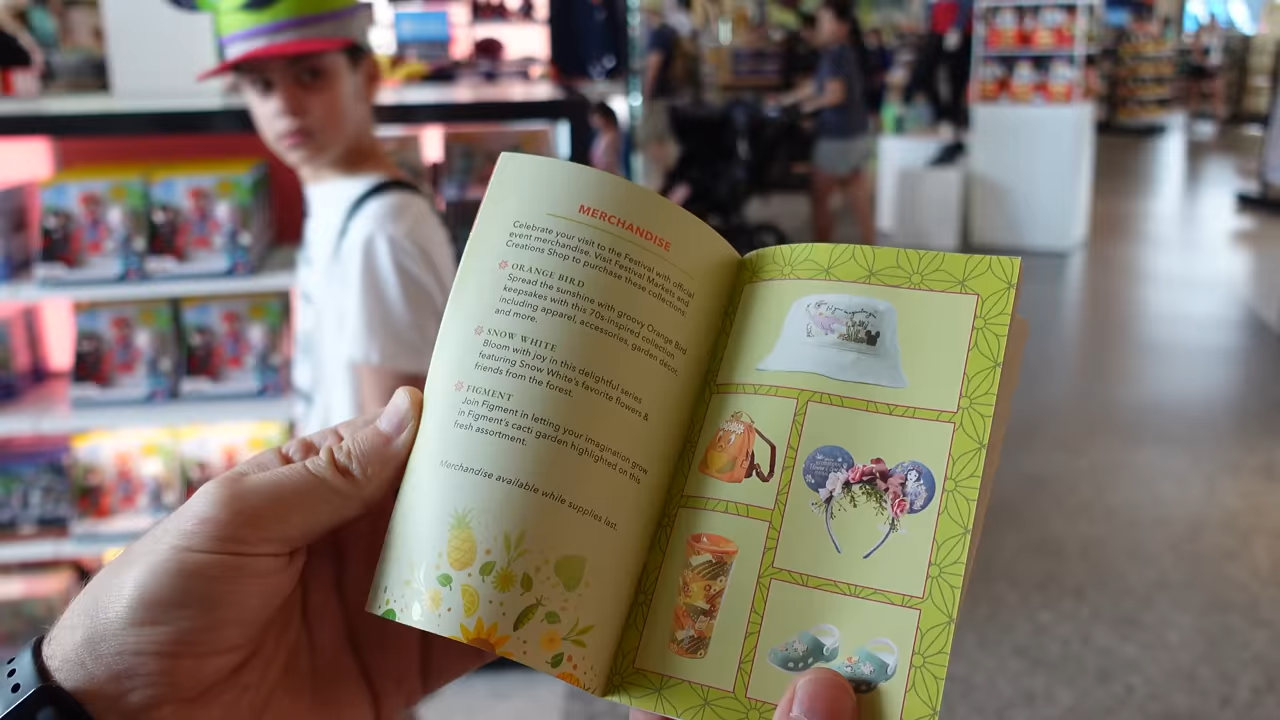 MERCHANDISE
Celebrate your visit to the Festival with official
event merchandise. Visit Festival Markets and
Creations Shop to purchase these collections:
ORANGE BIRD
Spread the sunshine with groovy Orange Bird
keepsakes with this 70s-inspired collection
including apparel, accessories, garden décor,
and more.
SNOW WHITE
Bloom with joy in this delightful series
featuring Snow White's favorite flowers &
friends from the forest.
FIGMENT
Join Figment in letting your imagination grow
in Figment's cacti garden highlighted on this
fresh assortment.
Merchandise available while supplies last.